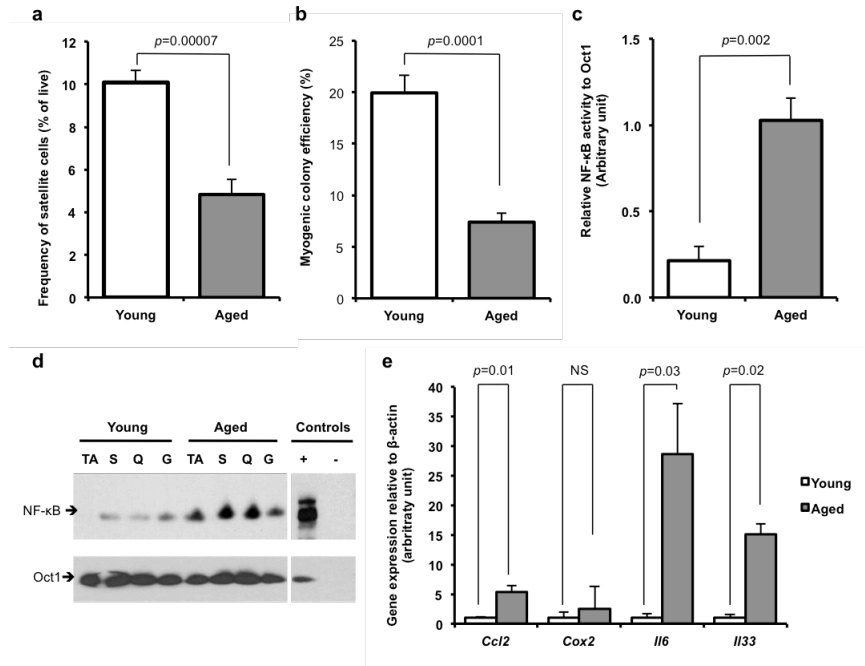 a
p=0.00007
Frequency of satellite cells (% of live)
12
10
8
6
4
2
0
Young
Aged
b
p=0.0001
Myogenic colony efficiency (%)
25
20
15
10
5
0
Young
Aged
c
p=0.002
Relative NF-κB activity to Oct1
(Arbitrary unit)
1.5
1.0
0.5
0.0
Young
Aged
d
Young
Aged
Controls
TA S Q G TA S Q G + -
NF-κB
Oct1
e
p=0.01
NS
p=0.03
p=0.02
Gene expression relative to β-actin
(arbritraty unit)
40
35
30
25
20
15
10
5
0
Ccl2
Cox2
Il6
Il33
Young
Aged